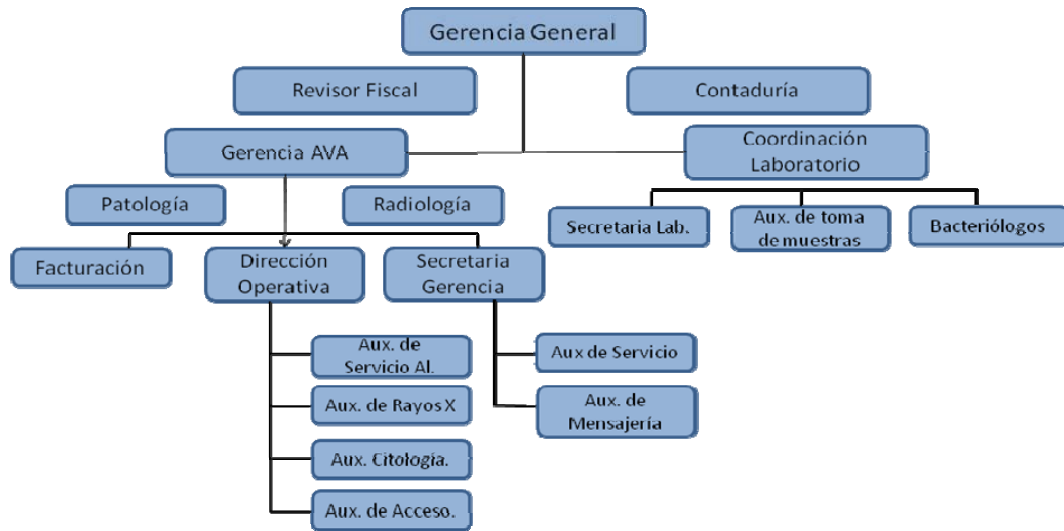 Gerencia General
Revisor Fiscal
Contaduría
Gerencia AVA
Coordinación
Laboratorio
Patología
Radiología
Secretaria Lab.
Aux. de toma
de muestras
Bacteriólogos
Facturación
Dirección
Operativa
Secretaria
Gerencia
Aux. de
Servicio Al.
Aux de Servicio
Aux. de Rayos X
Aux. de
Mensajería
Aux. Citología.
Aux. de Acceso.